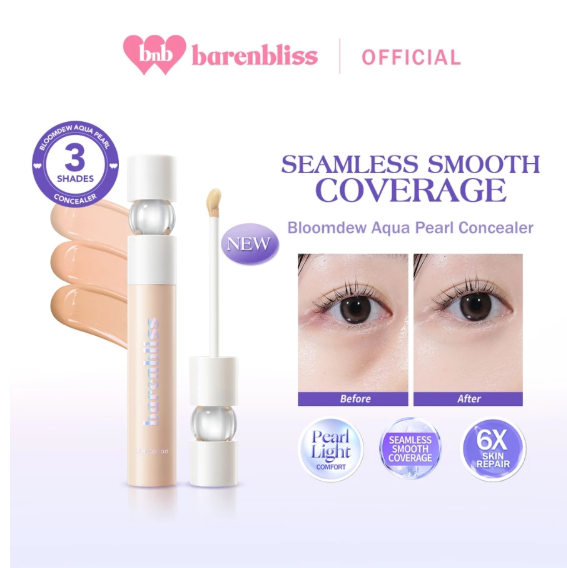 bnb barenbliss OFFICIAL
BLOOMDEW AQUA PEARL
3
SHADES
CONCEALER
SEAMLESS SMOOTH
COVERAGE
Bloomdew Aqua Pearl Concealer
NEW
barenbliss
Before
After
Pearl
Light
COMFORT
SEAMLESS
SMOOTH
COVERAGE
6X
SKIN
REPAIR